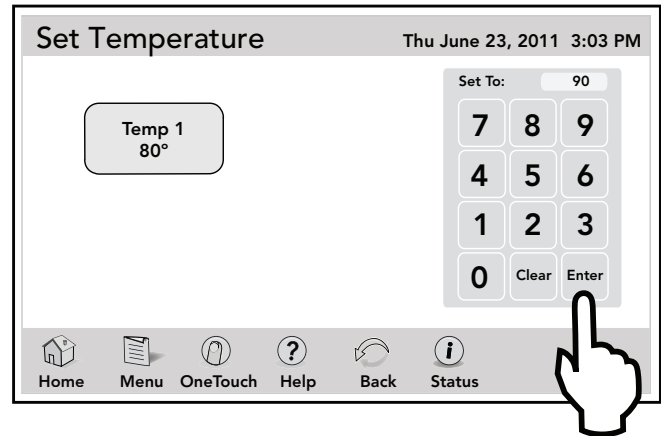 Set Temperature Thu June 23, 2011 3:03 PM
Set To: 90
Temp 1
80°
7 8 9
4 5 6
1 2 3
0 Clear Enter
?
i
Home Menu OneTouch Help Back Status